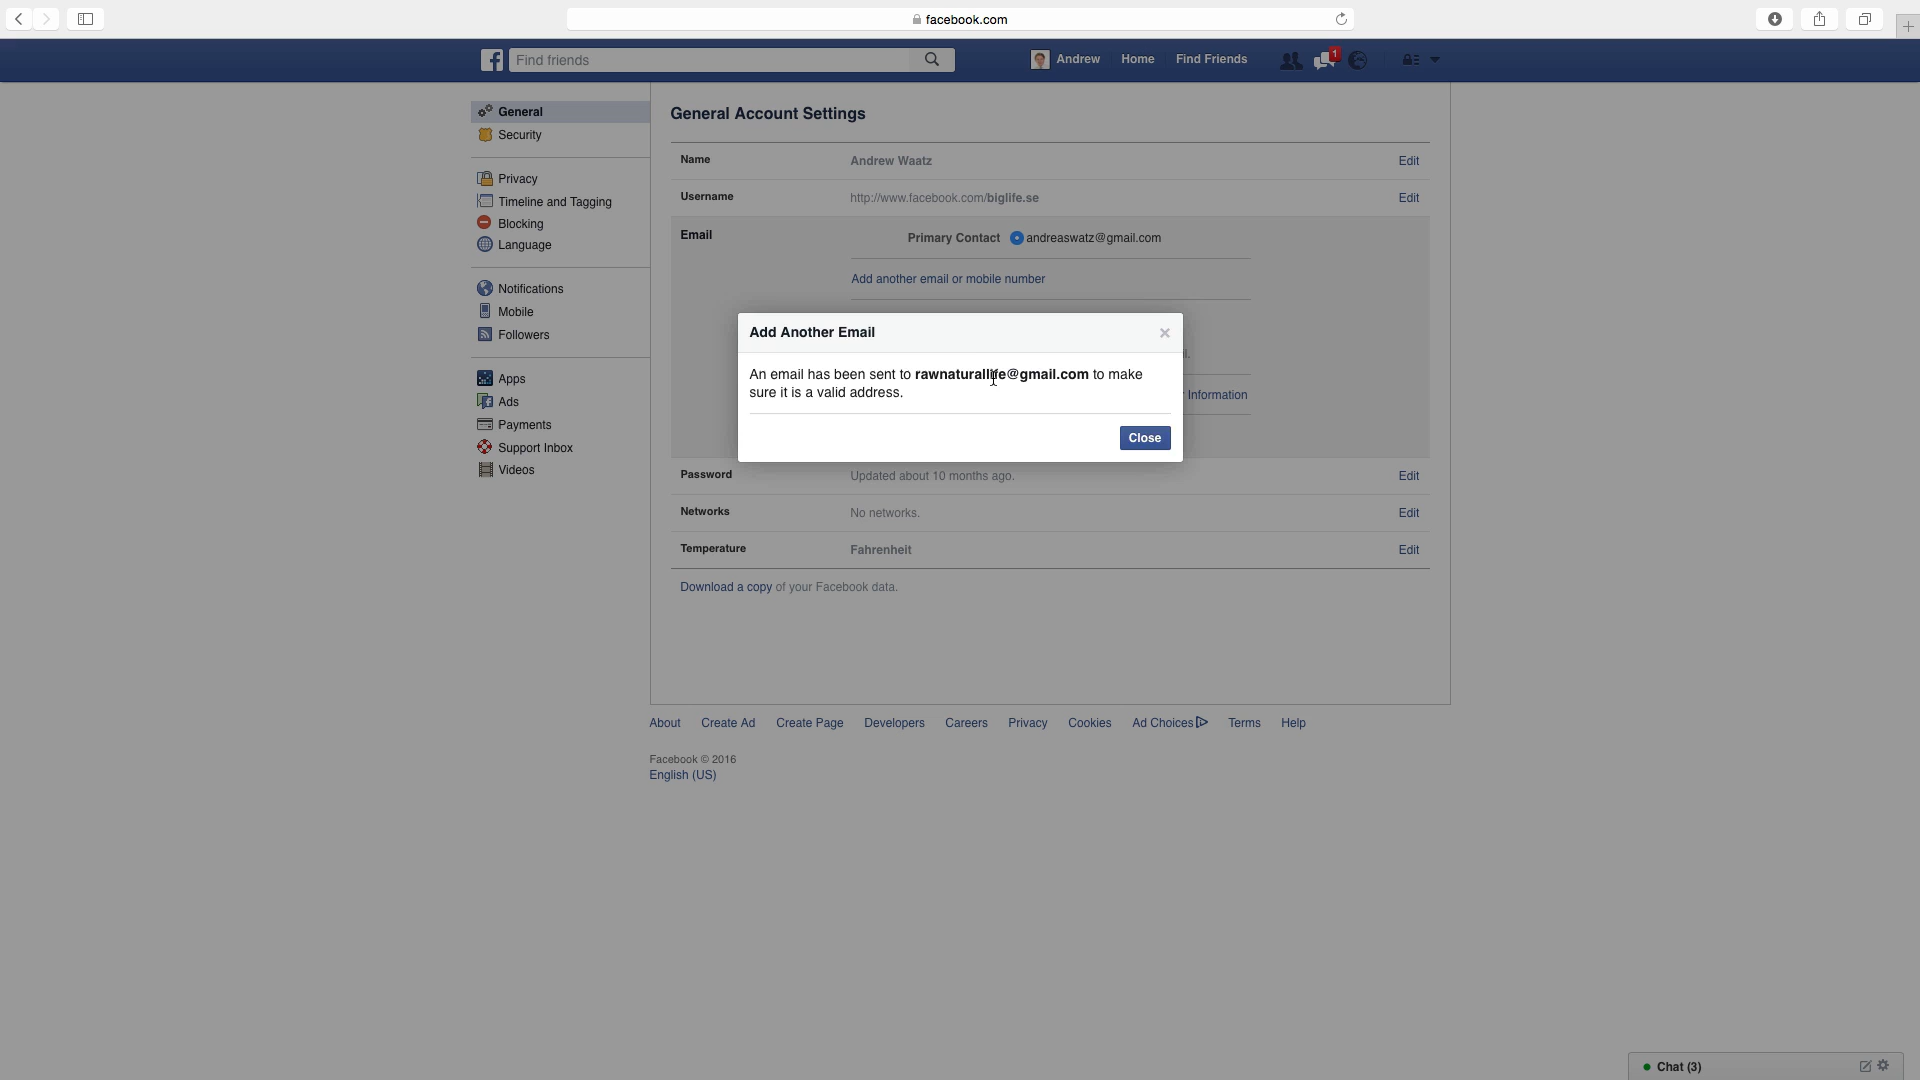 facebook.com
Find friends
Andrew
Home
Find Friends
1
General
Security
Privacy
Timeline and Tagging
Blocking
Language
Notifications
Mobile
Followers
Apps
Ads
Payments
Support Inbox
Videos
General Account Settings
Name Andrew Waatz Edit
Username http://www.facebook.com/biglife.se Edit
Email Primary Contact andreaswatz@gmail.com
Add another email or mobile number
Add Another Email
An email has been sent to rawnaturallife@gmail.com to make
sure it is a valid address.
Information
Close
Password Updated about 10 months ago. Edit
Networks No networks. Edit
Temperature Fahrenheit Edit
Download a copy of your Facebook data.
About Create Ad Create Page Developers Careers Privacy Cookies Ad Choices Terms Help
Facebook © 2016
English (US)
Chat (3)